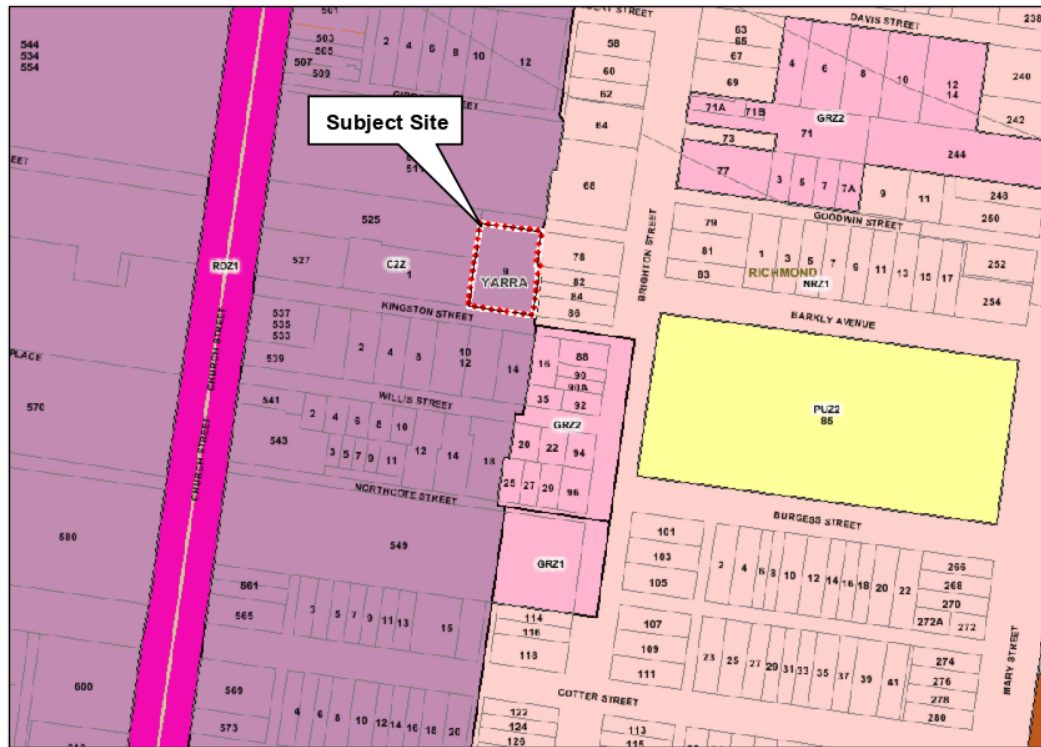 501
503
505
507
509
2 4 6 8 10 12
544
534
554
58
60
62
64
68
DAVIS STREET
63
65
67
69
71A 71B
73
77
4 6 8 10 12
14
GRZ2
71
244
238
240
242
3 5 7 7A 9 11
248
250
Subject Site
525
527
C2Z
1
9
YARRA
RDZ1
CHURCH STREET
CHURCH STREET
78
82
84
86
BRIGHTON STREET
79
81
83
GOODWIN STREET
1 3 5 7 9 11 13 15 17
RICHMOND
NRZ1
252
254
BARKLY AVENUE
KINGSTON STREET
537
535
533
539
2 4 8 10
12
14
16
88
90
90A
92
35
GRZ2
20 22 94
25 27 29 96
PUZ2
85
PLACE
570
WILLIS STREET
541
543
2 4 6 8 10
3 5 7 9 11
12 14 18
NORTHCOTE STREET
549
580
GRZ1
BURGESS STREET
101
103
105
2 4 6 8 10 12 14 16 18 20 22
266
268
270
272A 272
561
565
3 5 7 9 11 13 15
114
116
118
107
109
111
23 25 27 29 31 33 35 37 39 41
274
276
278
280
MARY STREET
COTTER STREET
600
569
573
4 6 8 10 12 14 16 18 20
122
124
126
113
115